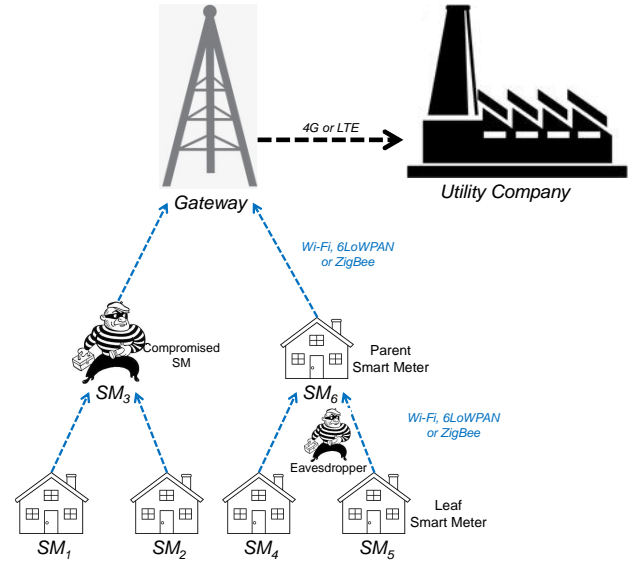 4G or LTE
Gateway
Utility Company
Wi-Fi, 6LoWPAN
or ZigBee
Compromised
SM
Parent
Smart Meter
SM3
SM6
Wi-Fi, 6LoWPAN
or ZigBee
Eavesdropper
Leaf
Smart Meter
SM1
SM2
SM4
SM5